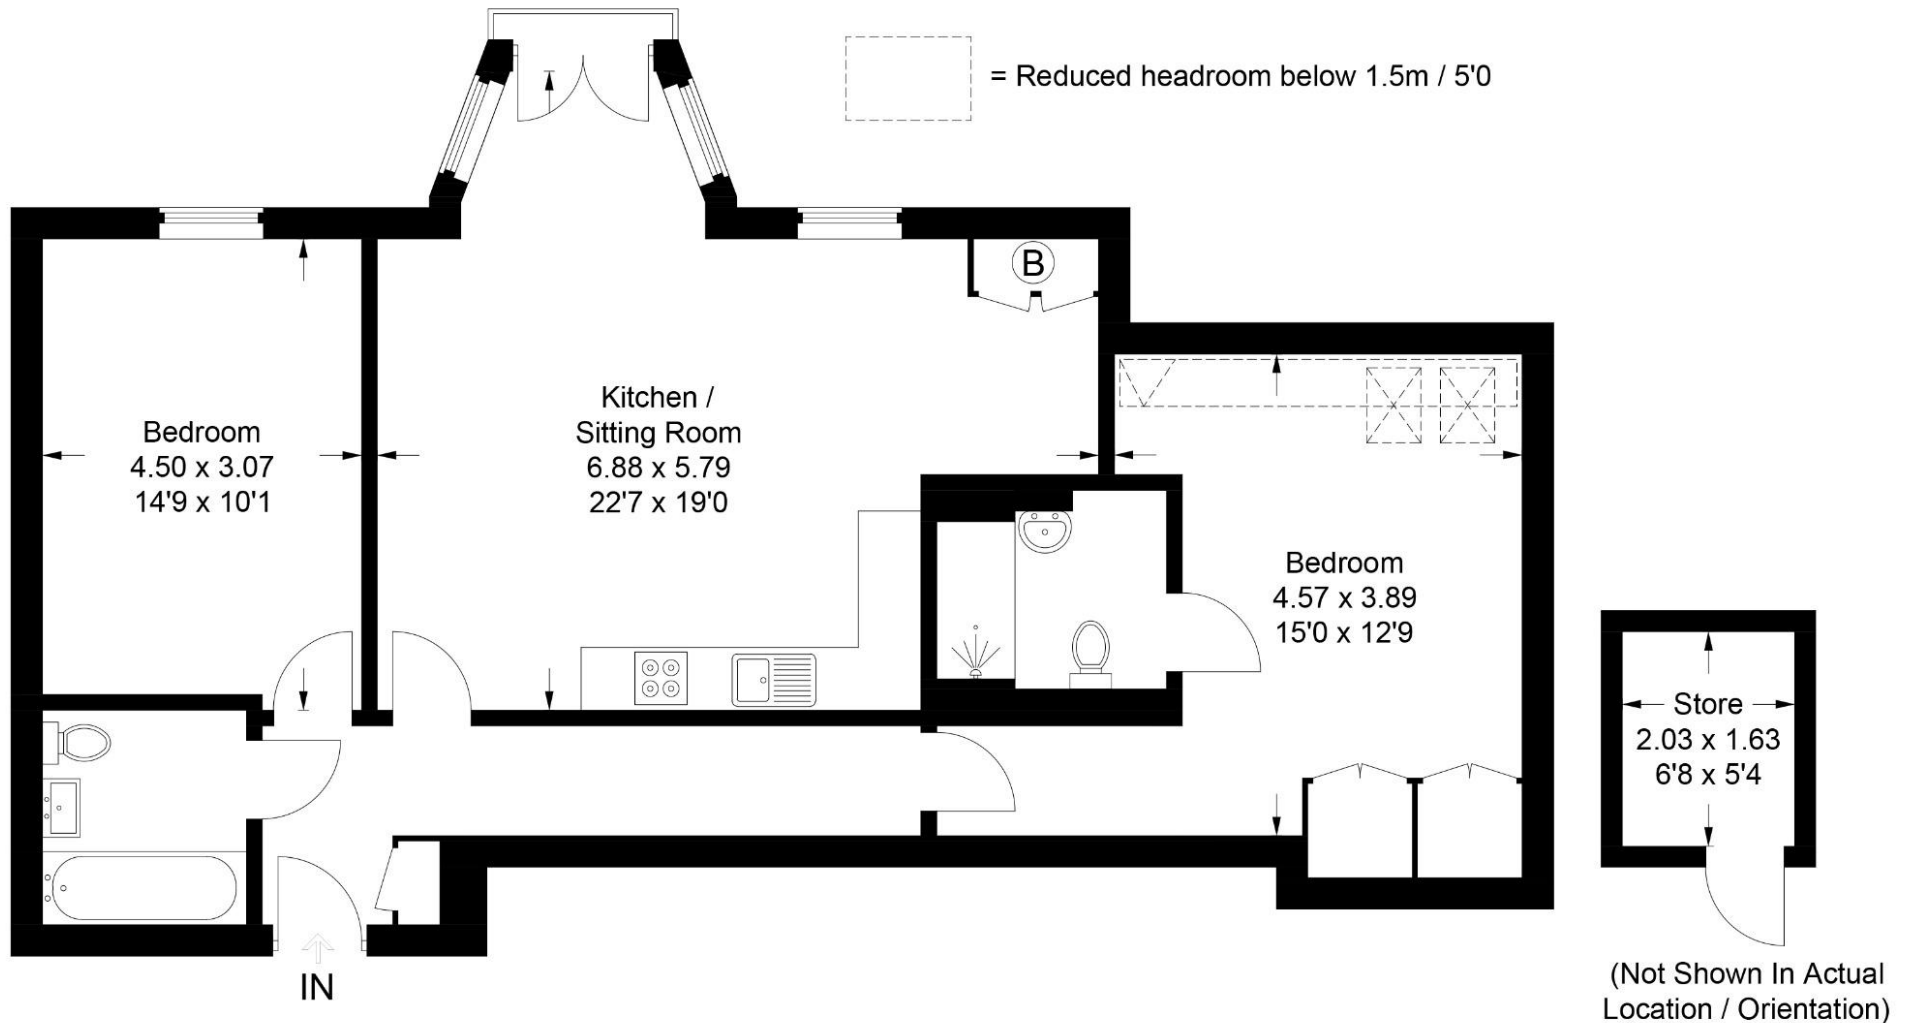 = Reduced headroom below 1.5m / 5'0
B
Kitchen /
Sitting Room
6.88 x 5.79
22'7 x 19'0
Bedroom
4.50 x 3.07
14'9 x 10'1
Bedroom
4.57 x 3.89
15'0 x 12'9
Store
2.03 x 1.63
6'8 x 5'4
IN
(Not Shown In Actual
Location / Orientation)